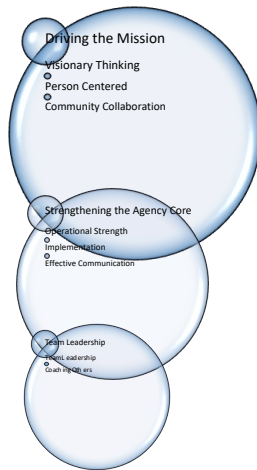 Driving the Mission
Visionary Thinking
Person Centered
Community Collaboration
Strengthening the Agency Core
Operational Strength
Implementation
Effective Communication
Team Leadership
Team Leadership
Coaching Others